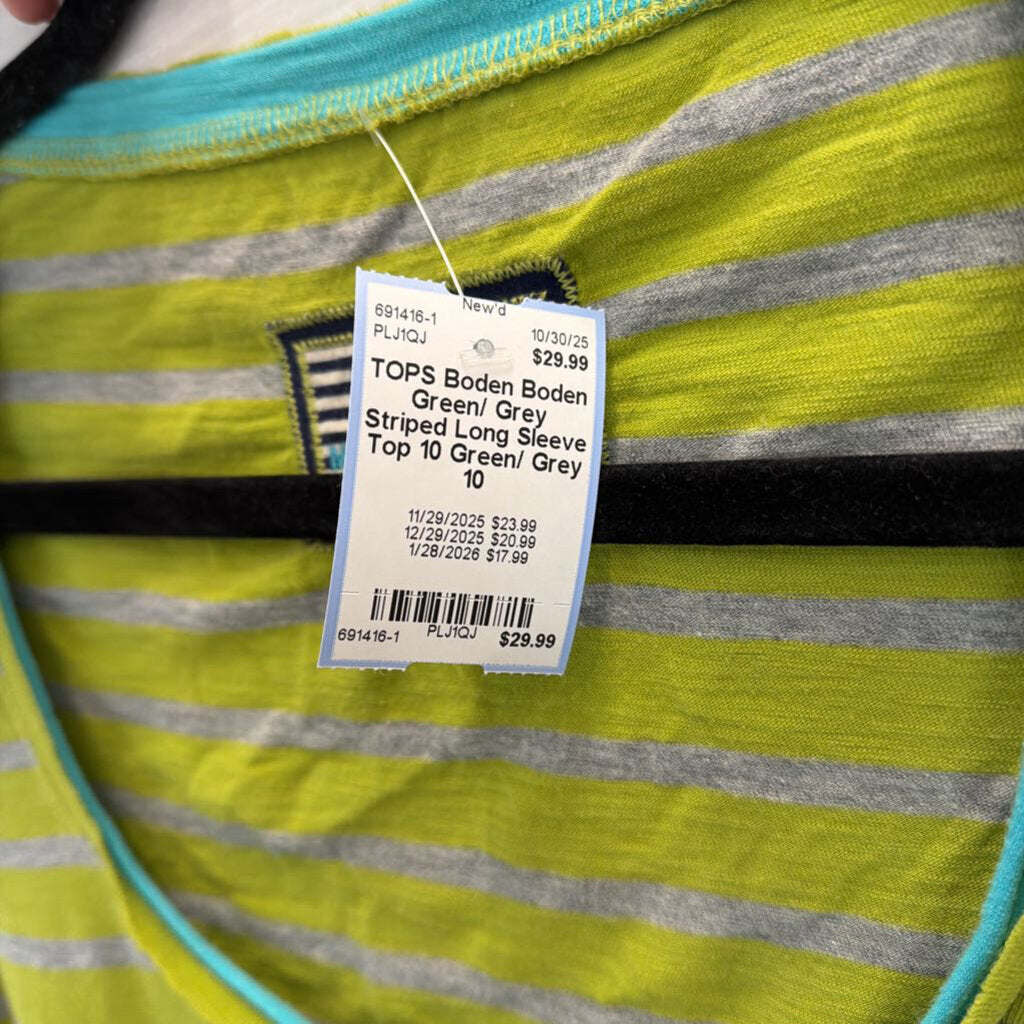 New'd
691416-1
10/30/25
PLJ1QJ
$29.99
TOPS Boden Boden
Green/ Grey
Striped Long Sleeve
Top 10 Green/ Grey
10
11/29/2025 $23.99
12/29/2025 $20.99
1/28/2026 $17.99
691416-1 PLJ1QJ $29.99